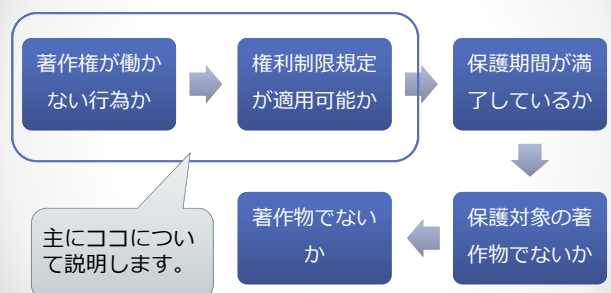 著作権が働か
ない行為か
権利制限規定
が適用可能か
保護期間が満
了しているか
保護対象の著
作物でないか
著作物でない
か
主にココについ
て説明します。